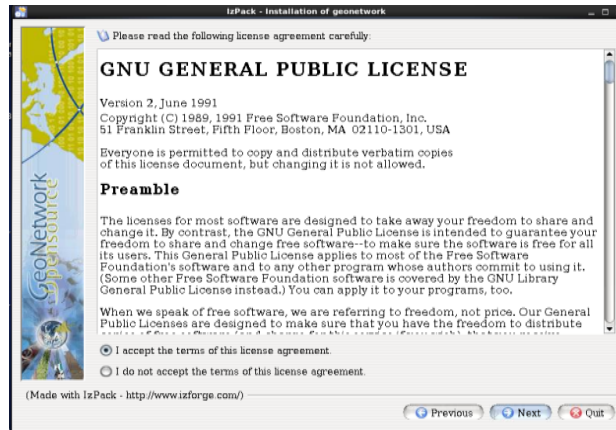 IzPack - Installation of geonetwork
Please read the following license agreement carefully:
GNU GENERAL PUBLIC LICENSE
Version 2, June 1991
Copyright (C) 1989, 1991 Free Software Foundation, Inc.
51 Franklin Street, Fifth Floor, Boston, MA 02110-1301, USA
Everyone is permitted to copy and distribute verbatim copies
of this license document, but changing it is not allowed.
Preamble
The licenses for most software are designed to take away your freedom to share and
change it. By contrast, the GNU General Public License is intended to guarantee your
freedom to share and change free software--to make sure the software is free for all
its users. This General Public License applies to most of the Free Software
Foundation's software and to any other program whose authors commit to using it.
(Some other Free Software Foundation software is covered by the GNU Library
General Public License instead.) You can apply it to your programs, too.
When we speak of free software, we are referring to freedom, not price. Our General
Public Licenses are designed to make sure that you have the freedom to distribute
GeoNetwork
Opensource
I accept the terms of this license agreement.
I do not accept the terms of this license agreement.
(Made with IzPack - http://www.izforge.com/)
Previous
Next
Quit